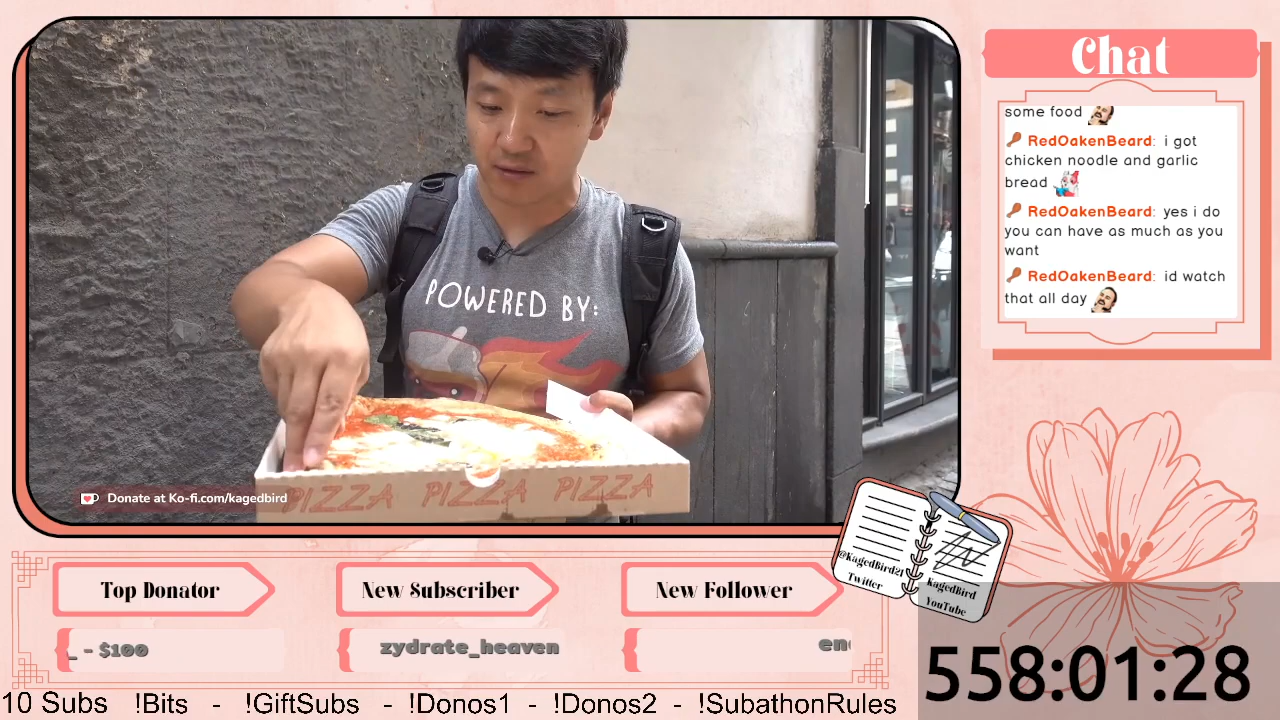 POWERED BY:
PIZZA PIZZA PIZZA
Donate at Ko-fi.com/kagedbird
Chat
some food
RedOakenBeard: i got
chicken noodle and garlic
bread
RedOakenBeard: yes i do
you can have as much as you
want
RedOakenBeard: id watch
that all day
@KagedBird21
Twitter
KagedBird
YouTube
Top Donator
New Subscriber
New Follower
_ - $100
zydrate_heaven
558:01:28
10 Subs !Bits - !GiftSubs - !Donos1 - !Donos2 - !SubathonRules